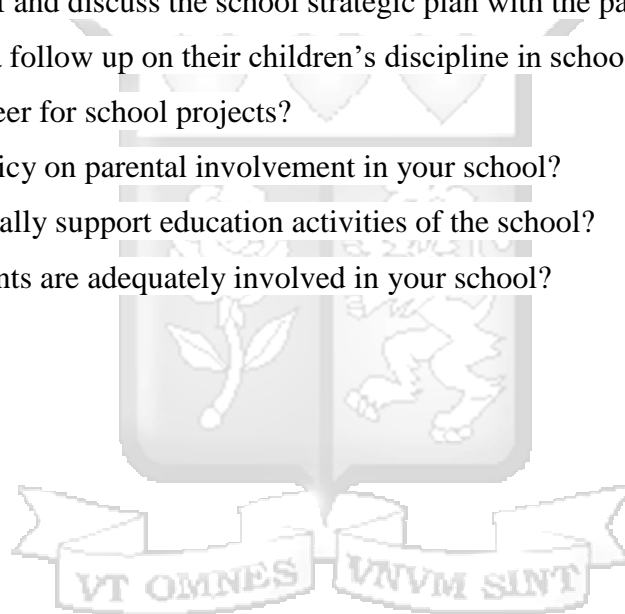 and discuss the school strategic plan with the pa
follow up on their children’s discipline in schoo
eer for school projects?
icy on parental involvement in your school?
ally support education activities of the school?
nts are adequately involved in your school?
VT OMNES VNVM SINT